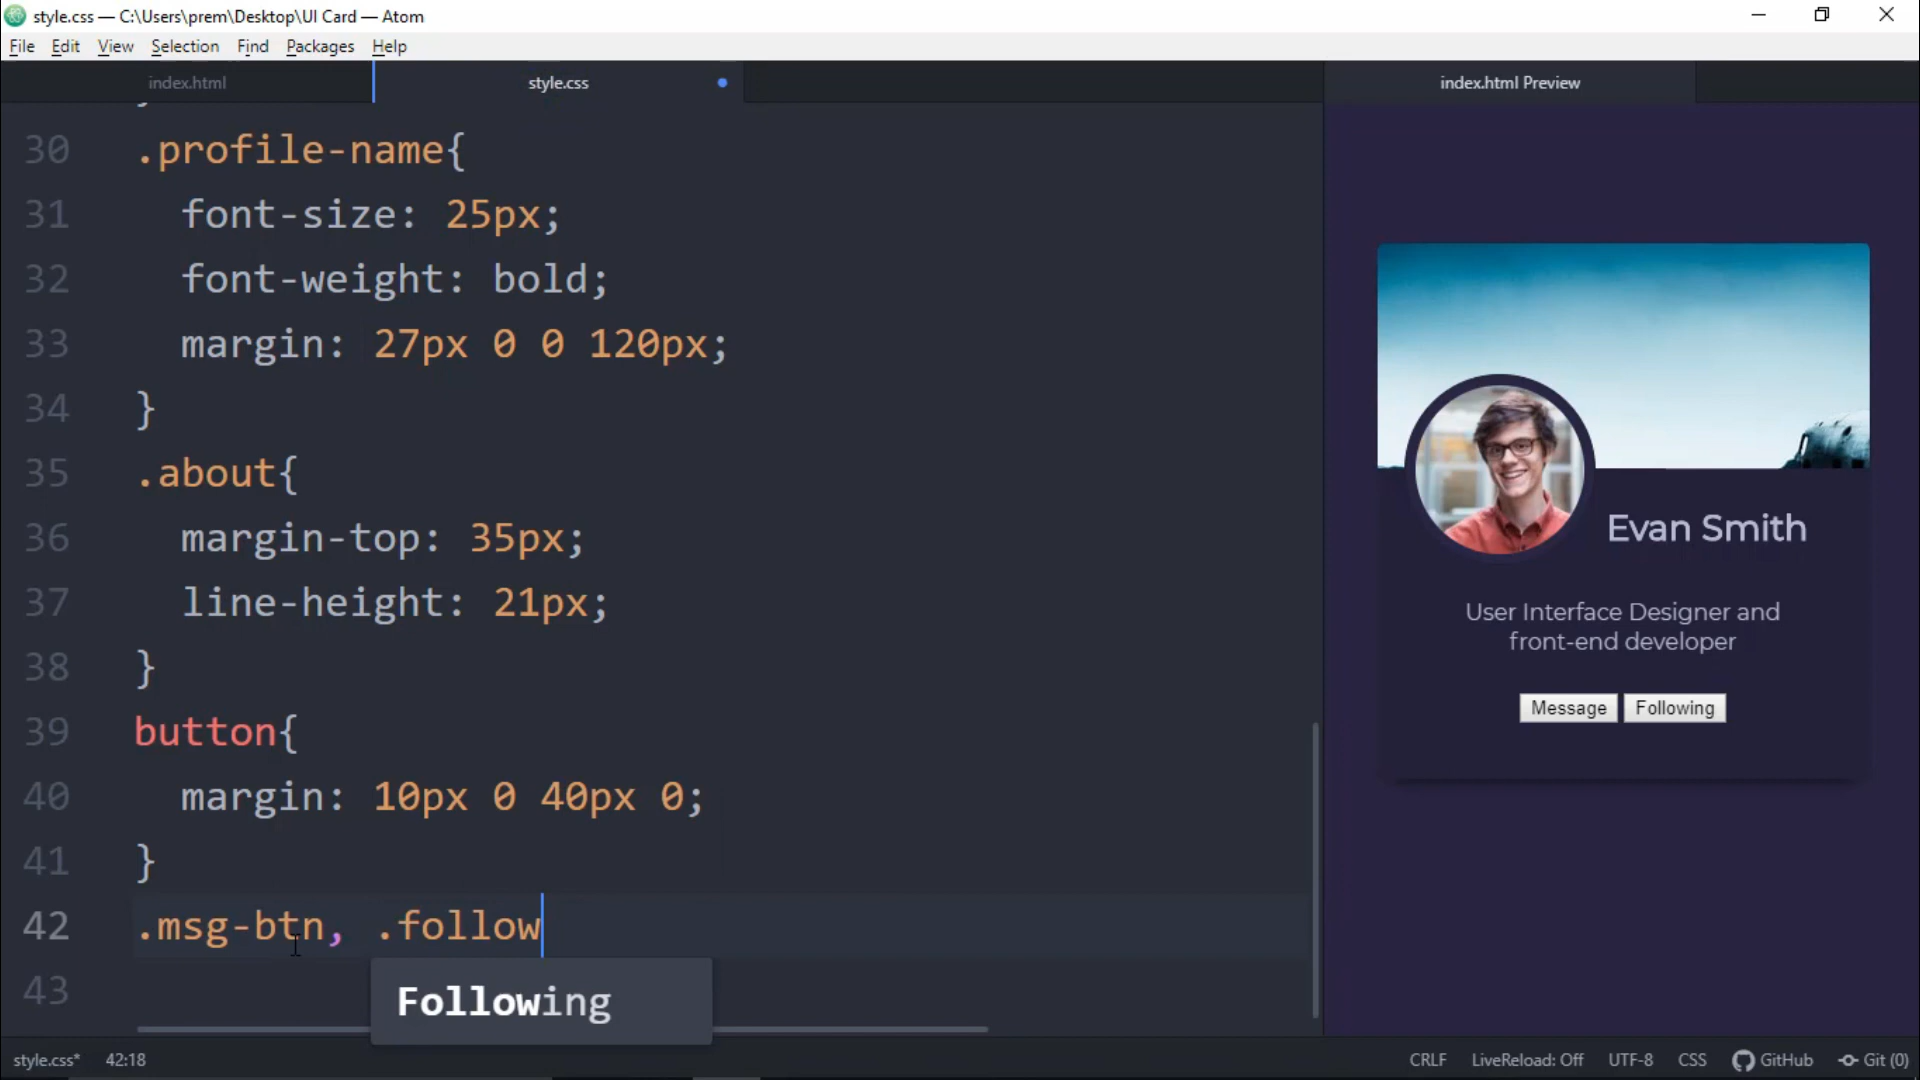 style.css — C:\Users\prem\Desktop\UI Card — Atom
File Edit View Selection Find Packages Help
index.html style.css index.html Preview
30 .profile-name{
31 font-size: 25px;
32 font-weight: bold;
33 margin: 27px 0 0 120px;
34 }
35 .about{
36 margin-top: 35px;
37 line-height: 21px;
38 }
39 button{
40 margin: 10px 0 40px 0;
41 }
42 .msg-btn, .follow
43
Following
Evan Smith
User Interface Designer and
front-end developer
Message Following
style.css* 42:18 CRLF LiveReload: Off UTF-8 CSS GitHub Git (0)